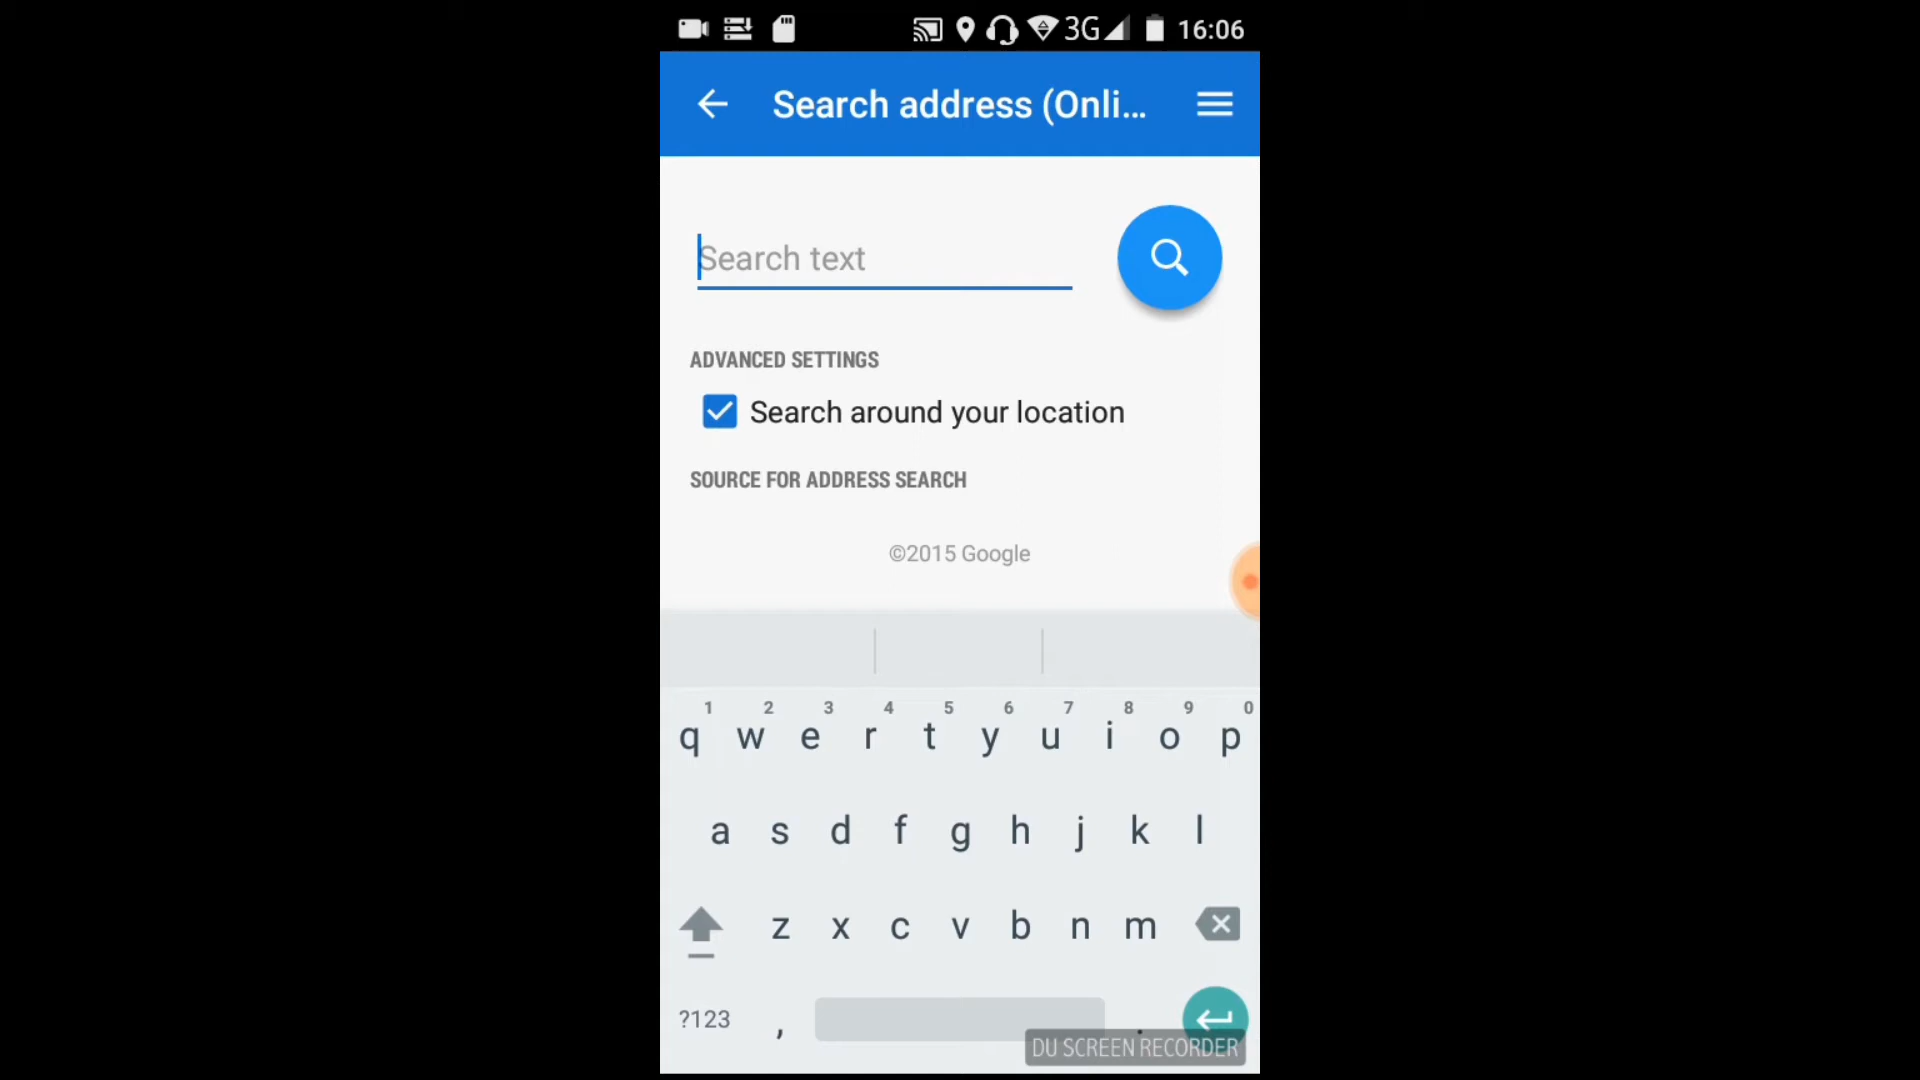 3G 16:06
Search address (Onli...
Search text
ADVANCED SETTINGS
Search around your location
SOURCE FOR ADDRESS SEARCH
©2015 Google
1 2 3 4 5 6 7 8 9 0
q w e r t y u i o p
a s d f g h j k l
z x c v b n m
?123 , .
DU SCREEN RECORDER